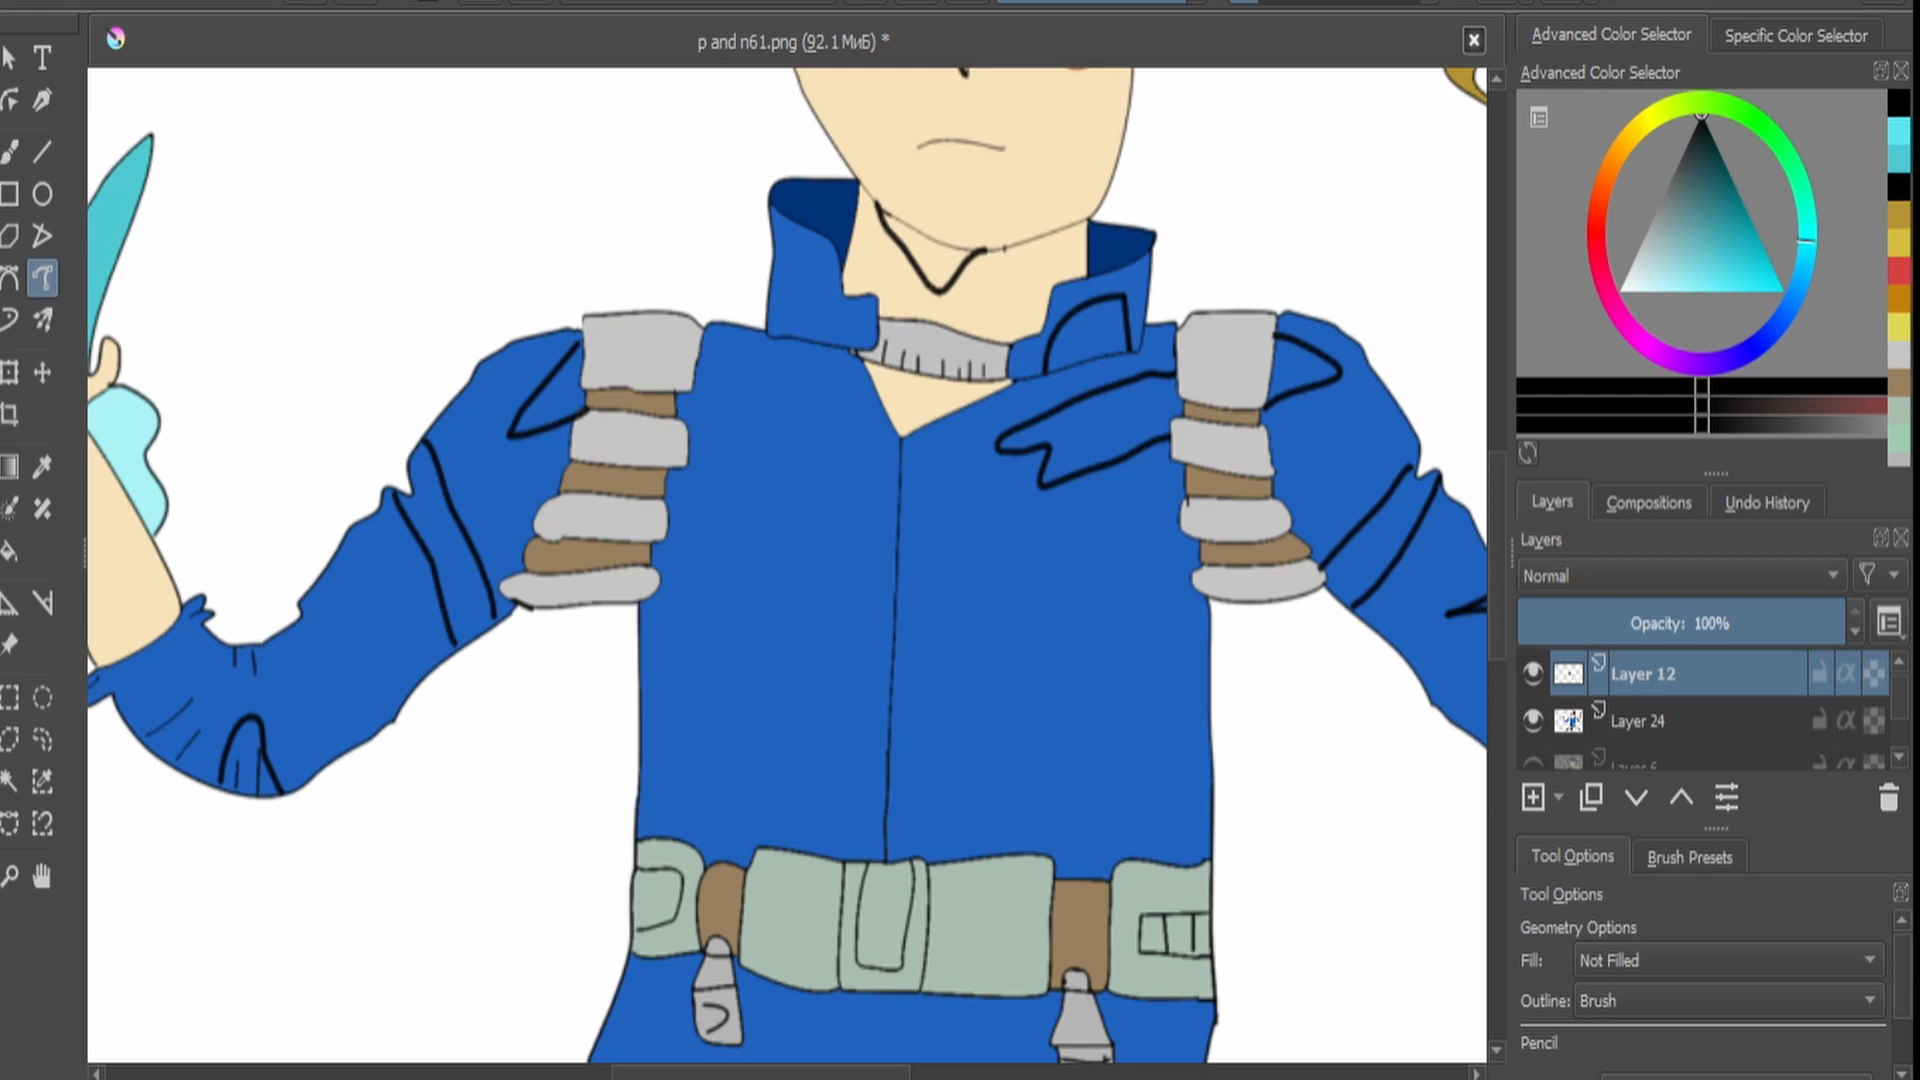 p and n61.png (92.1 МиБ) *
Advanced Color Selector
Specific Color Selector
Advanced Color Selector
Layers
Compositions
Undo History
Layers
Normal
Opacity: 100%
Layer 12
Layer 24
Tool Options
Brush Presets
Tool Options
Geometry Options
Fill: Not Filled
Outline: Brush
Pencil